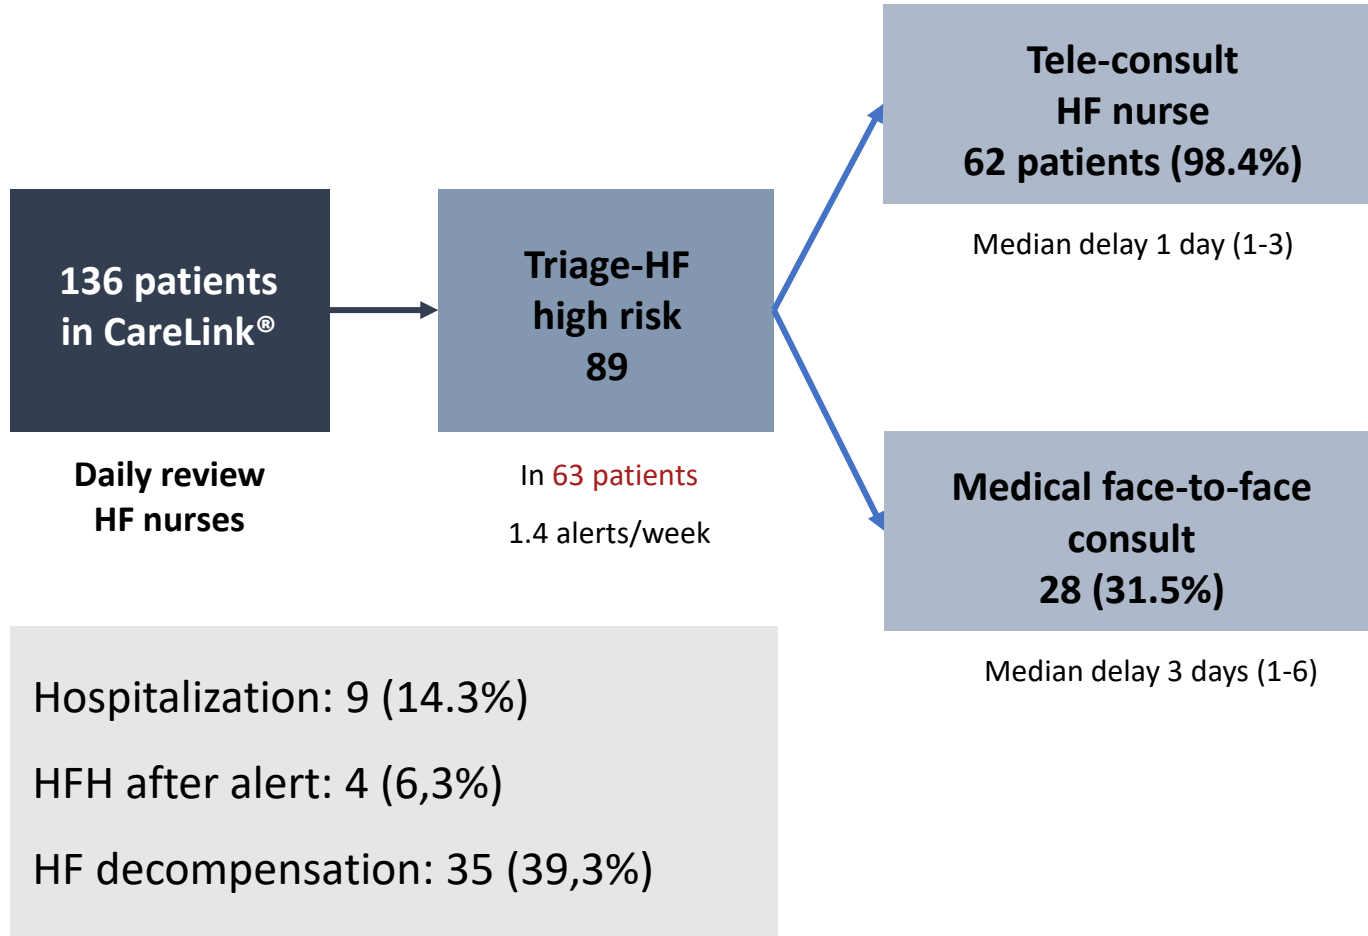 136 patients
in CareLink®
Daily review
HF nurses
Triage-HF
high risk
89
In 63 patients
1.4 alerts/week
Tele-consult
HF nurse
62 patients (98.4%)
Median delay 1 day (1-3)
Medical face-to-face
consult
28 (31.5%)
Median delay 3 days (1-6)
Hospitalization: 9 (14.3%)
HFH after alert: 4 (6,3%)
HF decompensation: 35 (39,3%)